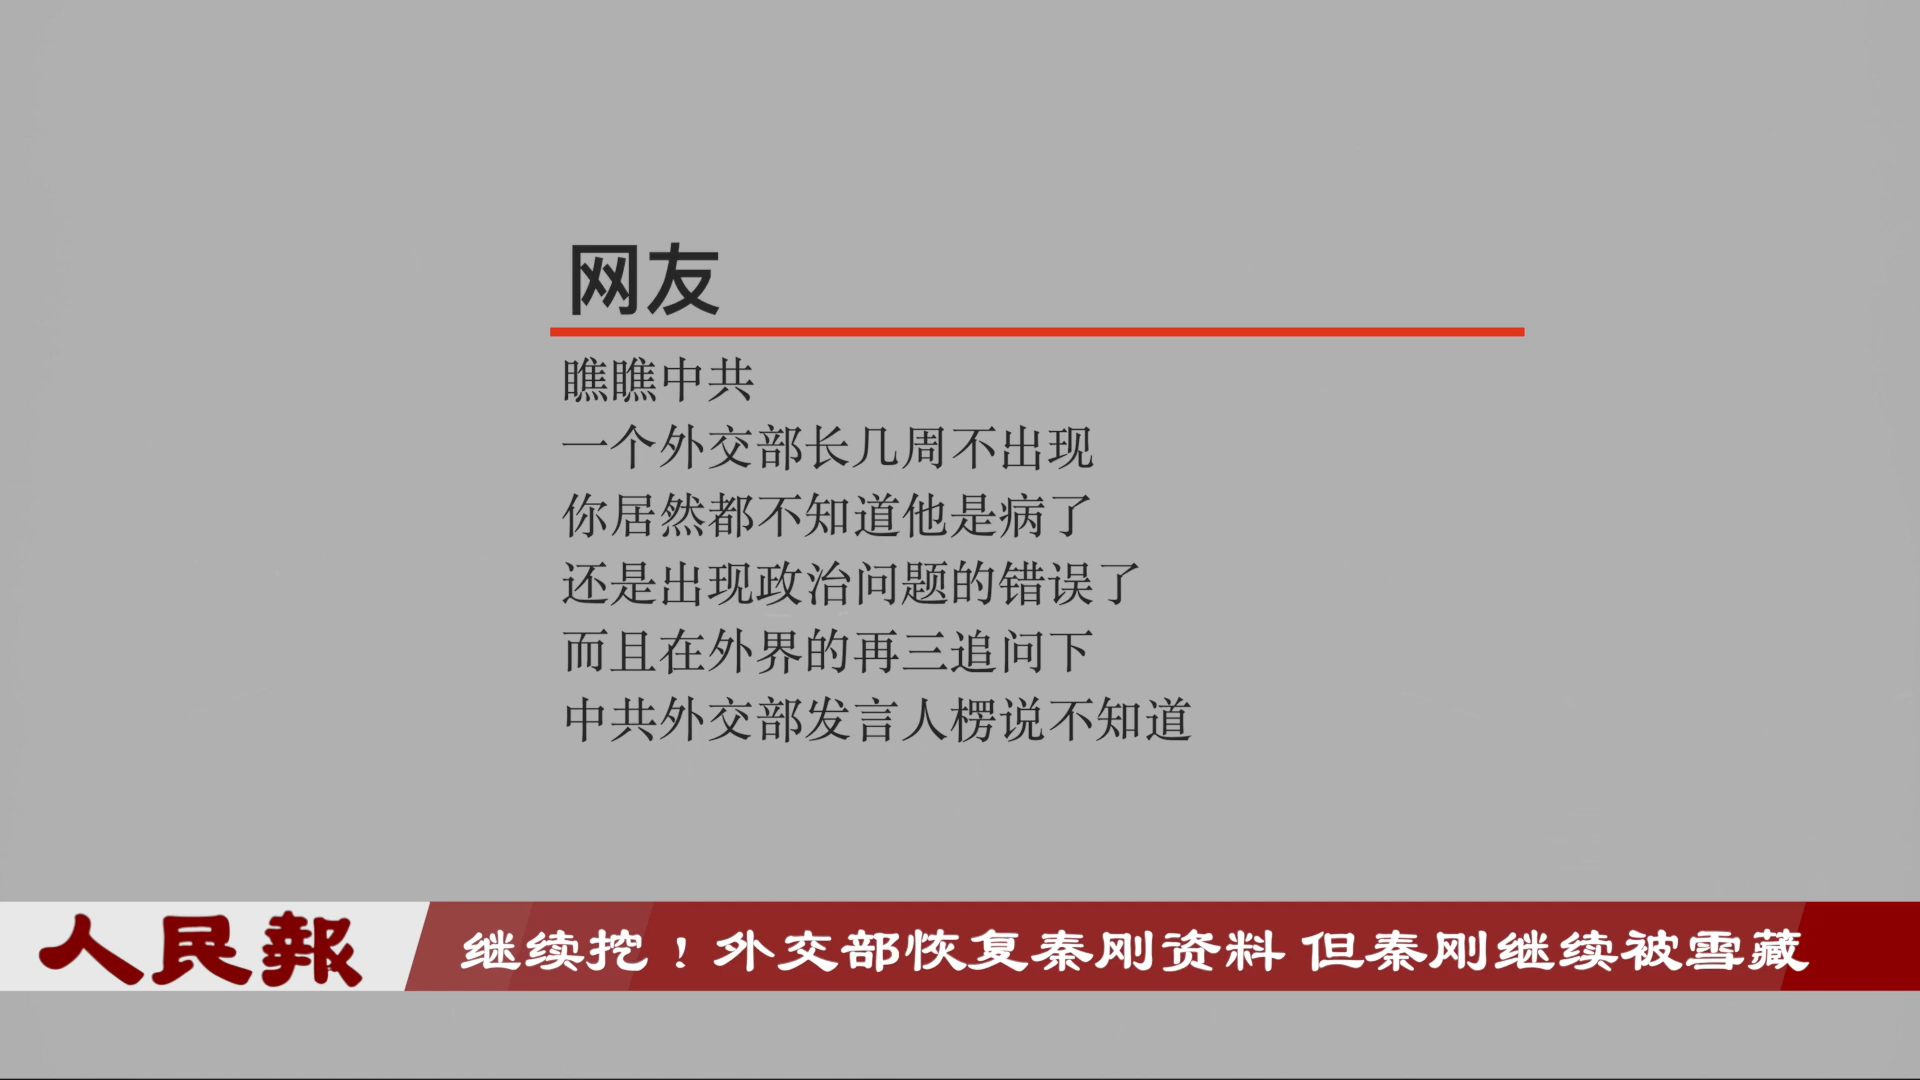 网友
瞧瞧中共
一个外交部长几周不出现
你居然都不知道他是病了
还是出现政治问题的错误了
而且在外界的再三追问下
中共外交部发言人楞说不知道
人民報 继续挖！外交部恢复秦刚资料 但秦刚继续被雪藏